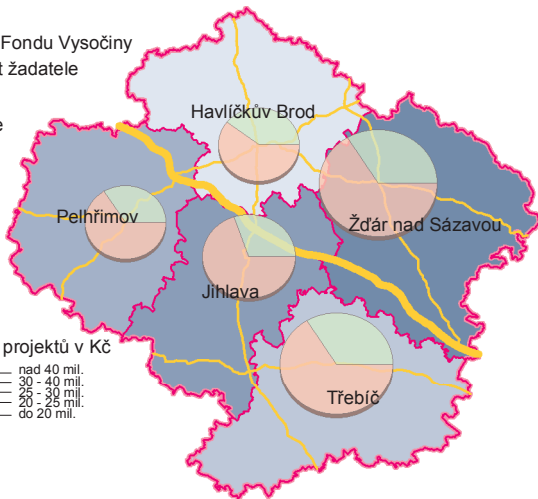 Fondu Vysočiny
t žadatele
e
Havlíčkův Brod
Pelhřimov
Žďár nad Sázavou
Jihlava
projektů v Kč
nad 40 mil.
30 - 40 mil.
25 - 30 mil.
20 - 25 mil.
do 20 mil.
Třebíč